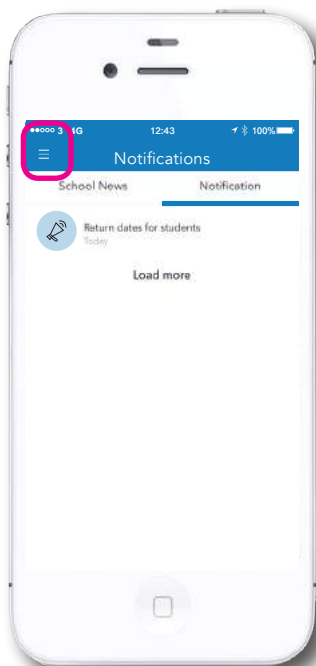 3 4G 12:43 100%
Notifications
School News Notification
Return dates for students
Today
Load more